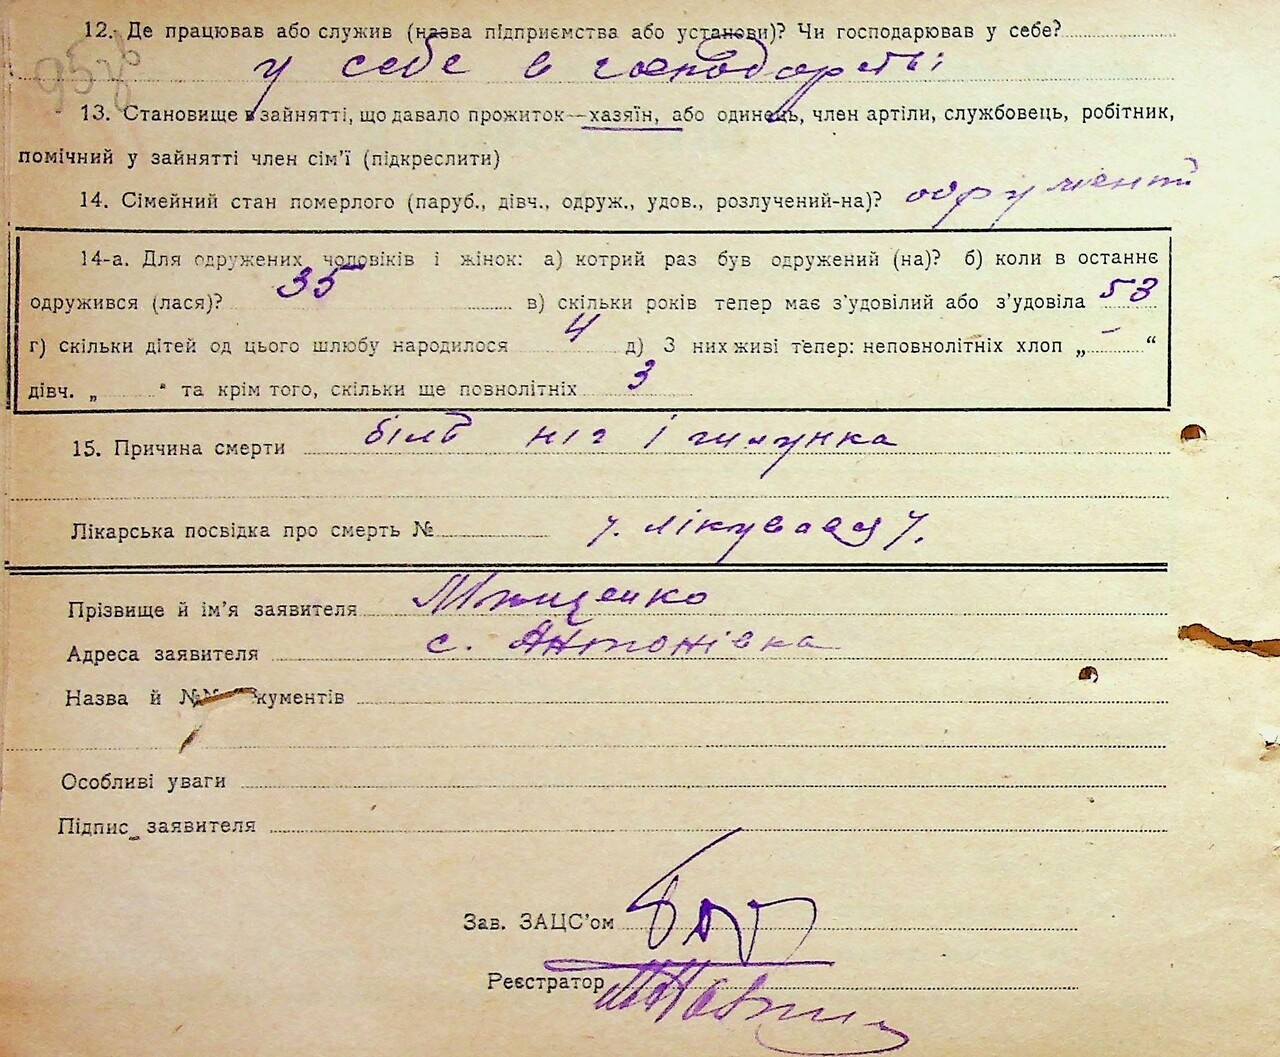 12. Де працював або служив (назва підприємства або установи)? Чи господарював у себе?
у себе в господарстві
13. Становище в зайнятті, що давало прожиток—хазяїн, або одинець, член артіли, службовець, робітник,
помічний у зайнятті член сім'ї (підкреслити)
14. Сімейний стан померлого (паруб., дівч., одруж., удов., розлучений-на)?
14-а. Для одружених чоловіків і жінок: а) котрий раз був одружений (на)? б) коли в останнє
одружився (лася)? 35 в) скільки років тепер має з'удовілий або з'удовіла 53
г) скільки дітей од цього шлюбу народилося 4 д) З них живі тепер: неповнолітніх хлоп „ – “
дівч. „ “ та крім того, скільки ще повнолітніх 3
15. Причина смерти біль ніг і шлунка
Лікарська посвідка про смерть №
Прізвище й ім'я заявителя
Адреса заявителя с. Антонівка
Назва й №№ документів
Особливі уваги
Підпис заявителя
Зав. ЗАЦС'ом
Реєстратор